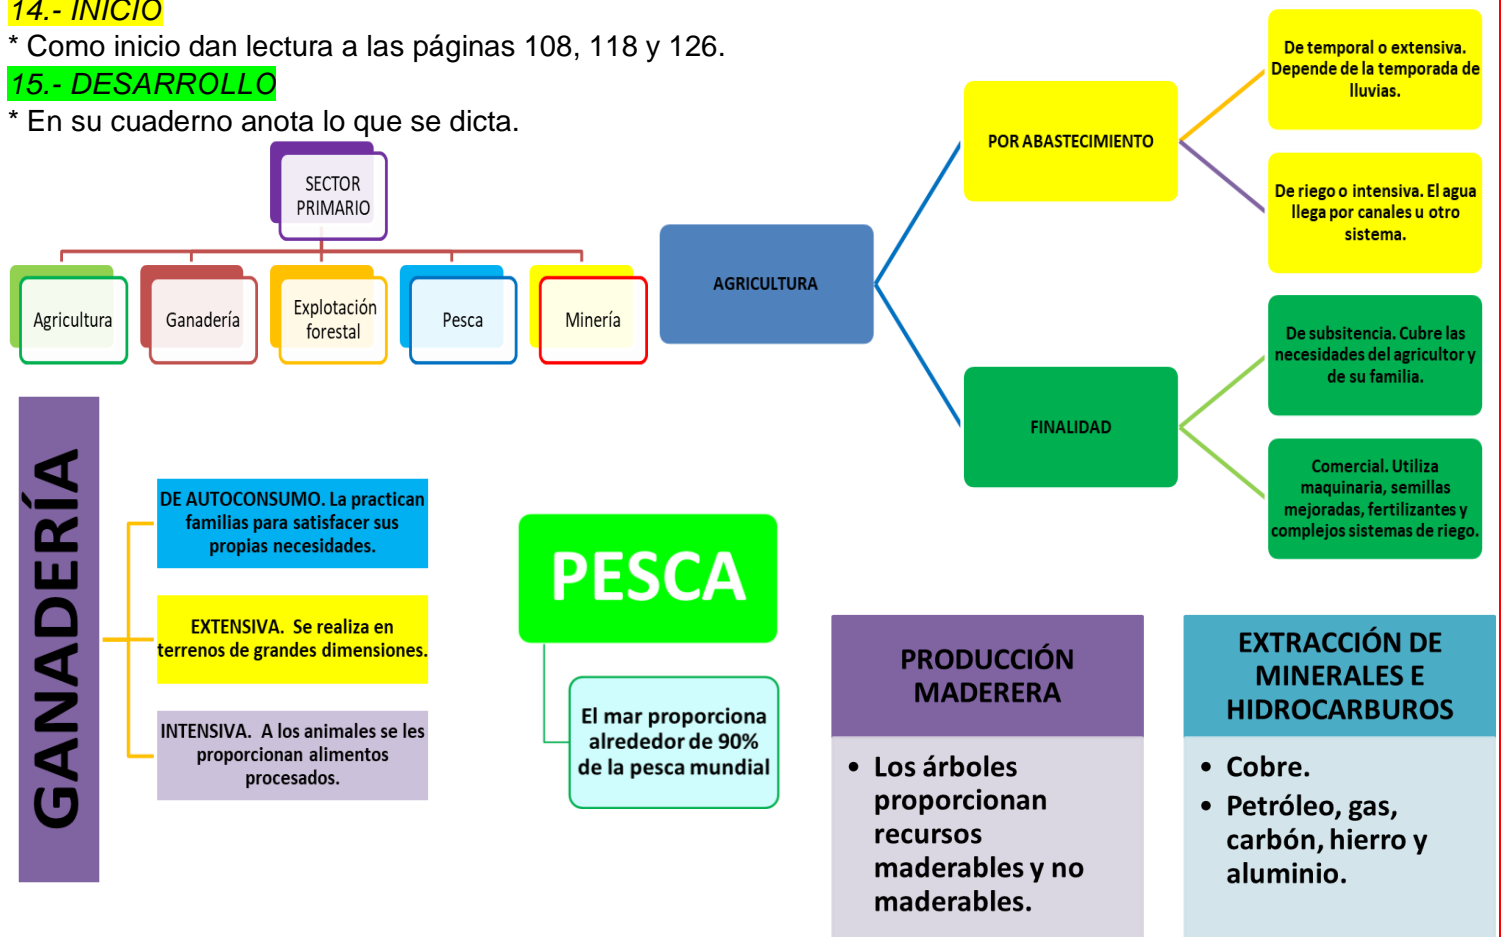 14.- INICIO
* Como inicio dan lectura a las páginas 108, 118 y 126.
15.- DESARROLLO
* En su cuaderno anota lo que se dicta.
SECTOR
PRIMARIO
Agricultura
Ganadería
Explotación
forestal
Pesca
Minería
AGRICULTURA
POR ABASTECIMIENTO
De temporal o extensiva.
Depende de la temporada de
lluvias.
De riego o intensiva. El agua
llega por canales u otro
sistema.
FINALIDAD
De subsitencia. Cubre las
necesidades del agricultor y
de su familia.
Comercial. Utiliza
maquinaria, semillas
mejoradas, fertilizantes y
complejos sistemas de riego.
GANADERÍA
DE AUTOCONSUMO. La practican
familias para satisfacer sus
propias necesidades.
EXTENSIVA. Se realiza en
terrenos de grandes dimensiones.
INTENSIVA. A los animales se les
proporcionan alimentos
procesados.
PESCA
El mar proporciona
alrededor de 90%
de la pesca mundial
PRODUCCIÓN
MADERERA
• Los árboles
proporcionan
recursos
maderables y no
maderables.
EXTRACCIÓN DE
MINERALES E
HIDROCARBUROS
• Cobre.
• Petróleo, gas,
carbón, hierro y
aluminio.